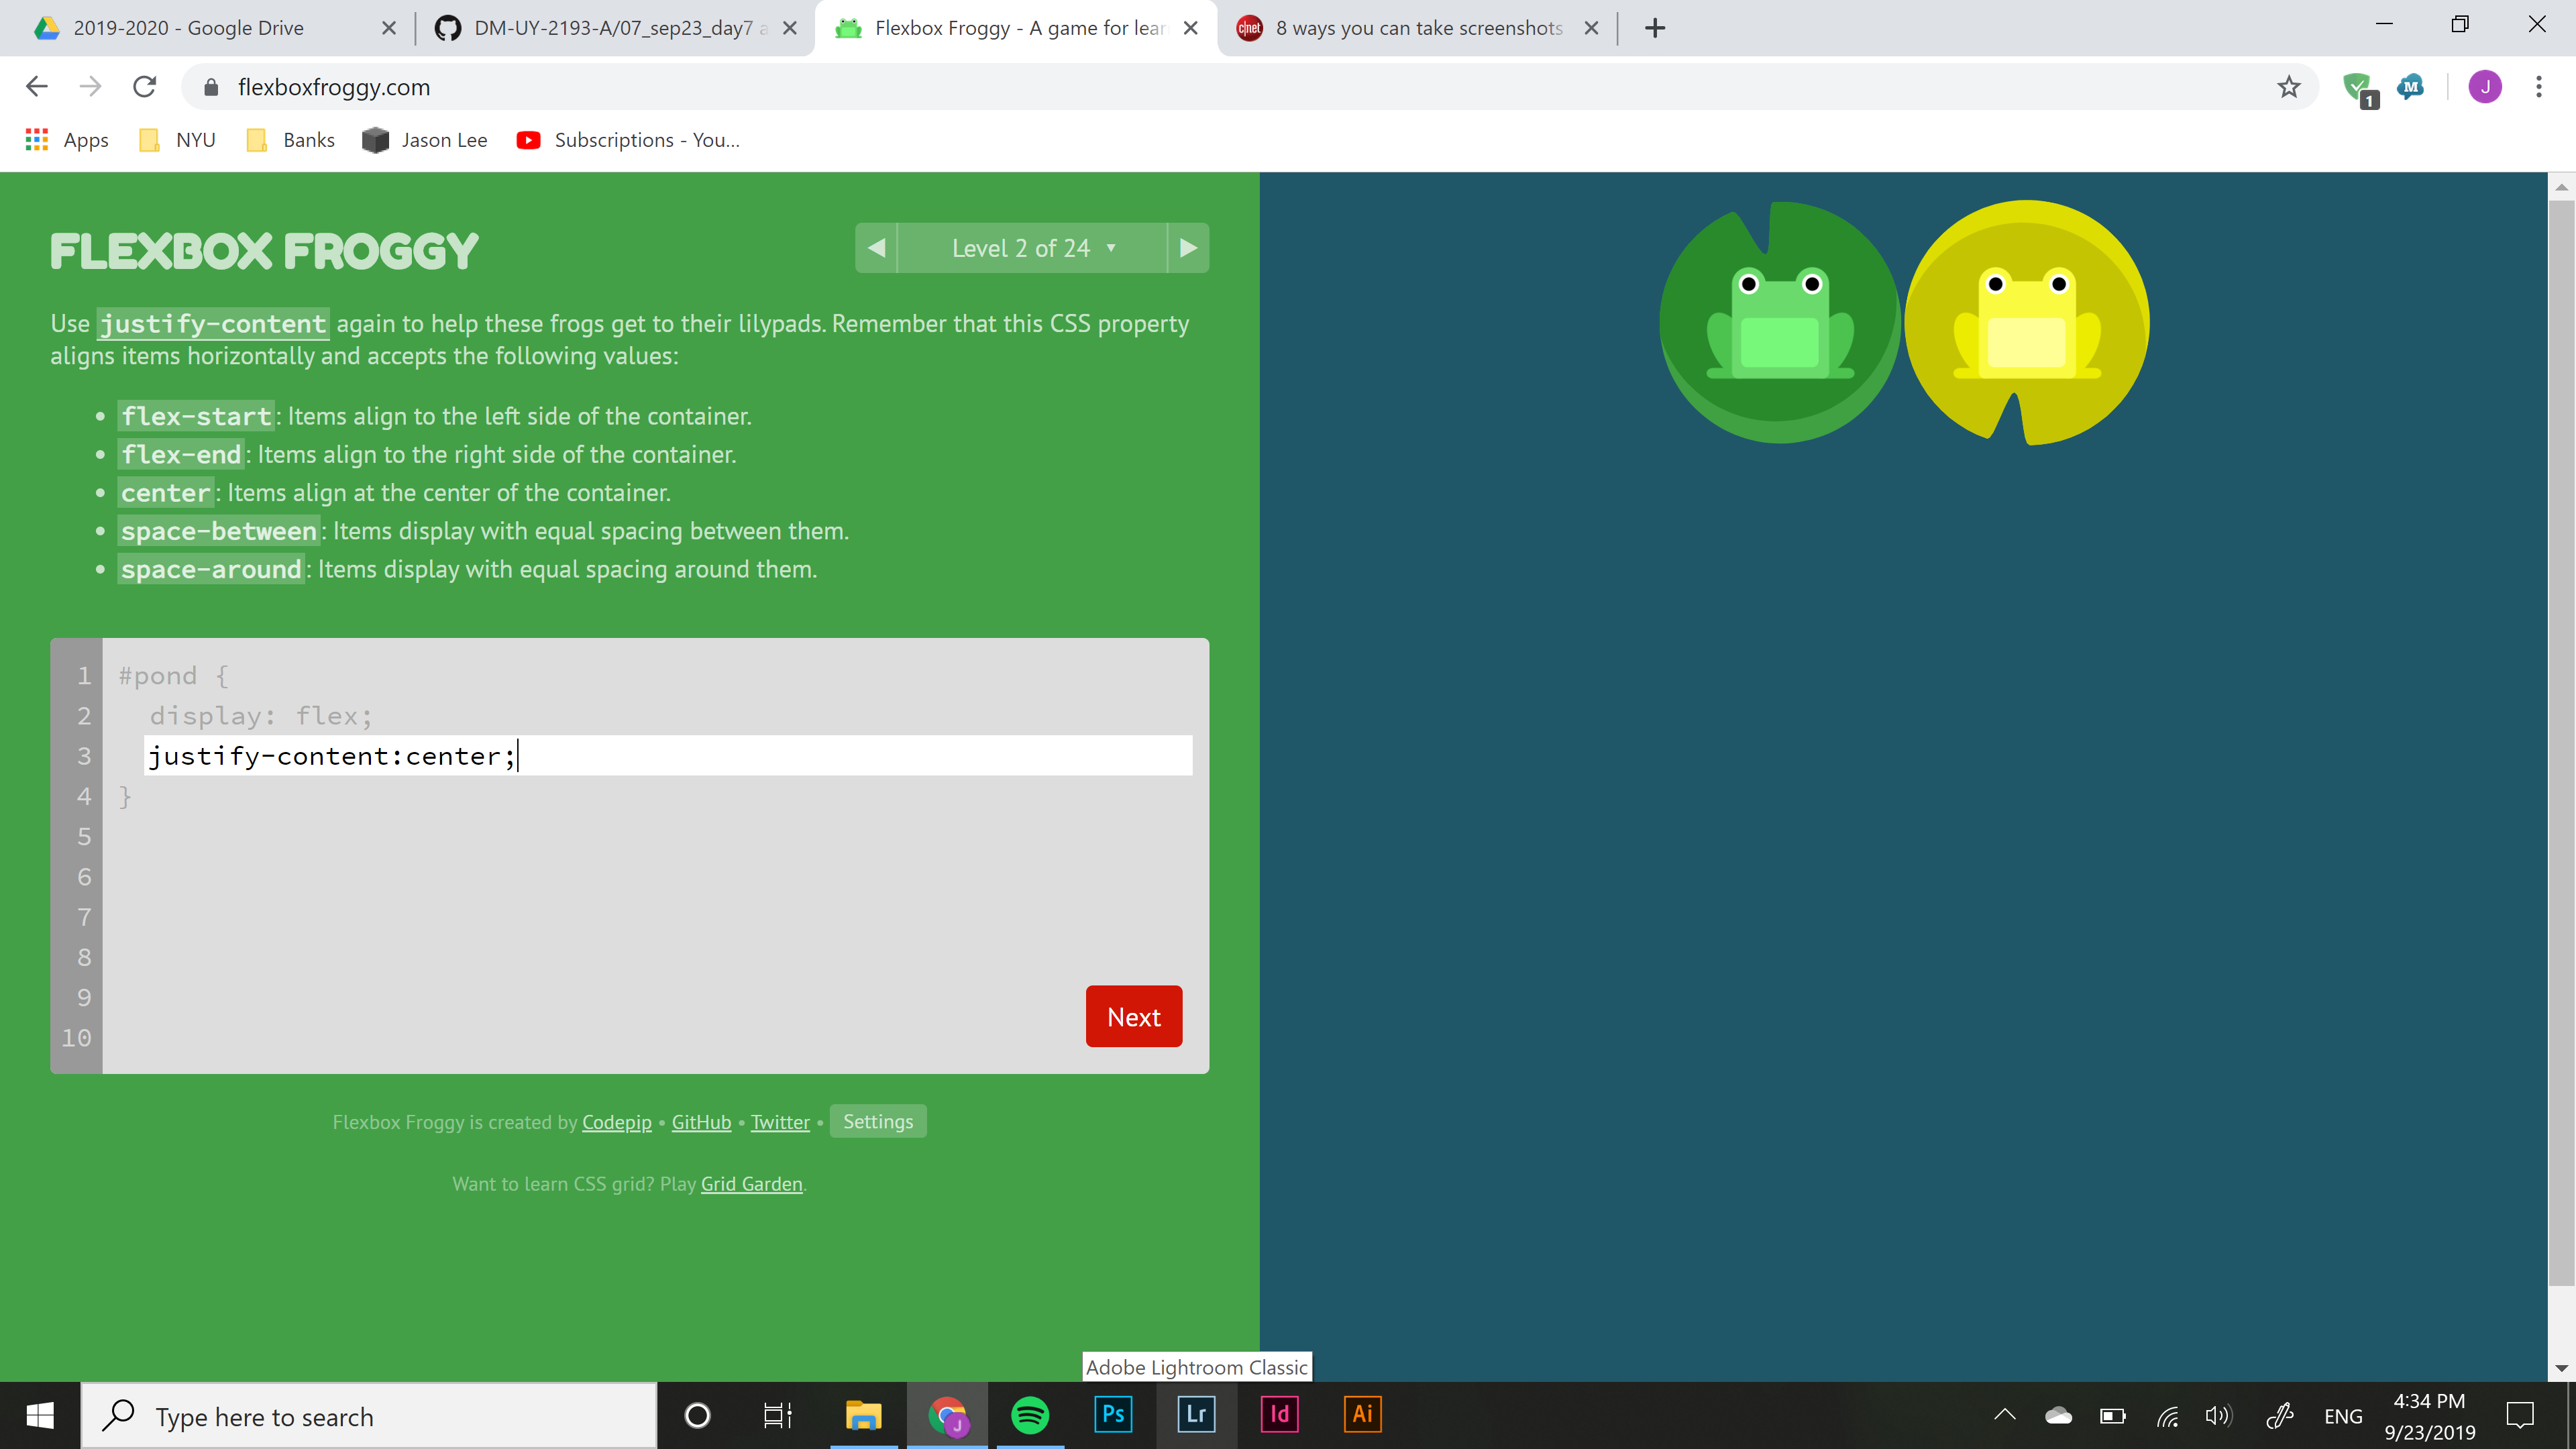 2019-2020 - Google Drive
DM-UY-2193-A/07_sep23_day7 a
Flexbox Froggy - A game for lear
c|net
8 ways you can take screenshots
flexboxfroggy.com
1
M
J
Apps
NYU
Banks
Jason Lee
Subscriptions - You...
FLEXBOX FROGGY
Level 2 of 24
Use justify-content again to help these frogs get to their lilypads. Remember that this CSS property
aligns items horizontally and accepts the following values:
• flex-start: Items align to the left side of the container.
• flex-end: Items align to the right side of the container.
• center: Items align at the center of the container.
• space-between: Items display with equal spacing between them.
• space-around: Items display with equal spacing around them.
1 #pond {
2 display: flex;
3 justify-content:center;
4 }
5
6
7
8
9
10
Next
Flexbox Froggy is created by Codepip • GitHub • Twitter • Settings
Want to learn CSS grid? Play Grid Garden.
Adobe Lightroom Classic
Type here to search
J
Ps
Lr
Id
Ai
ENG
4:34 PM
9/23/2019